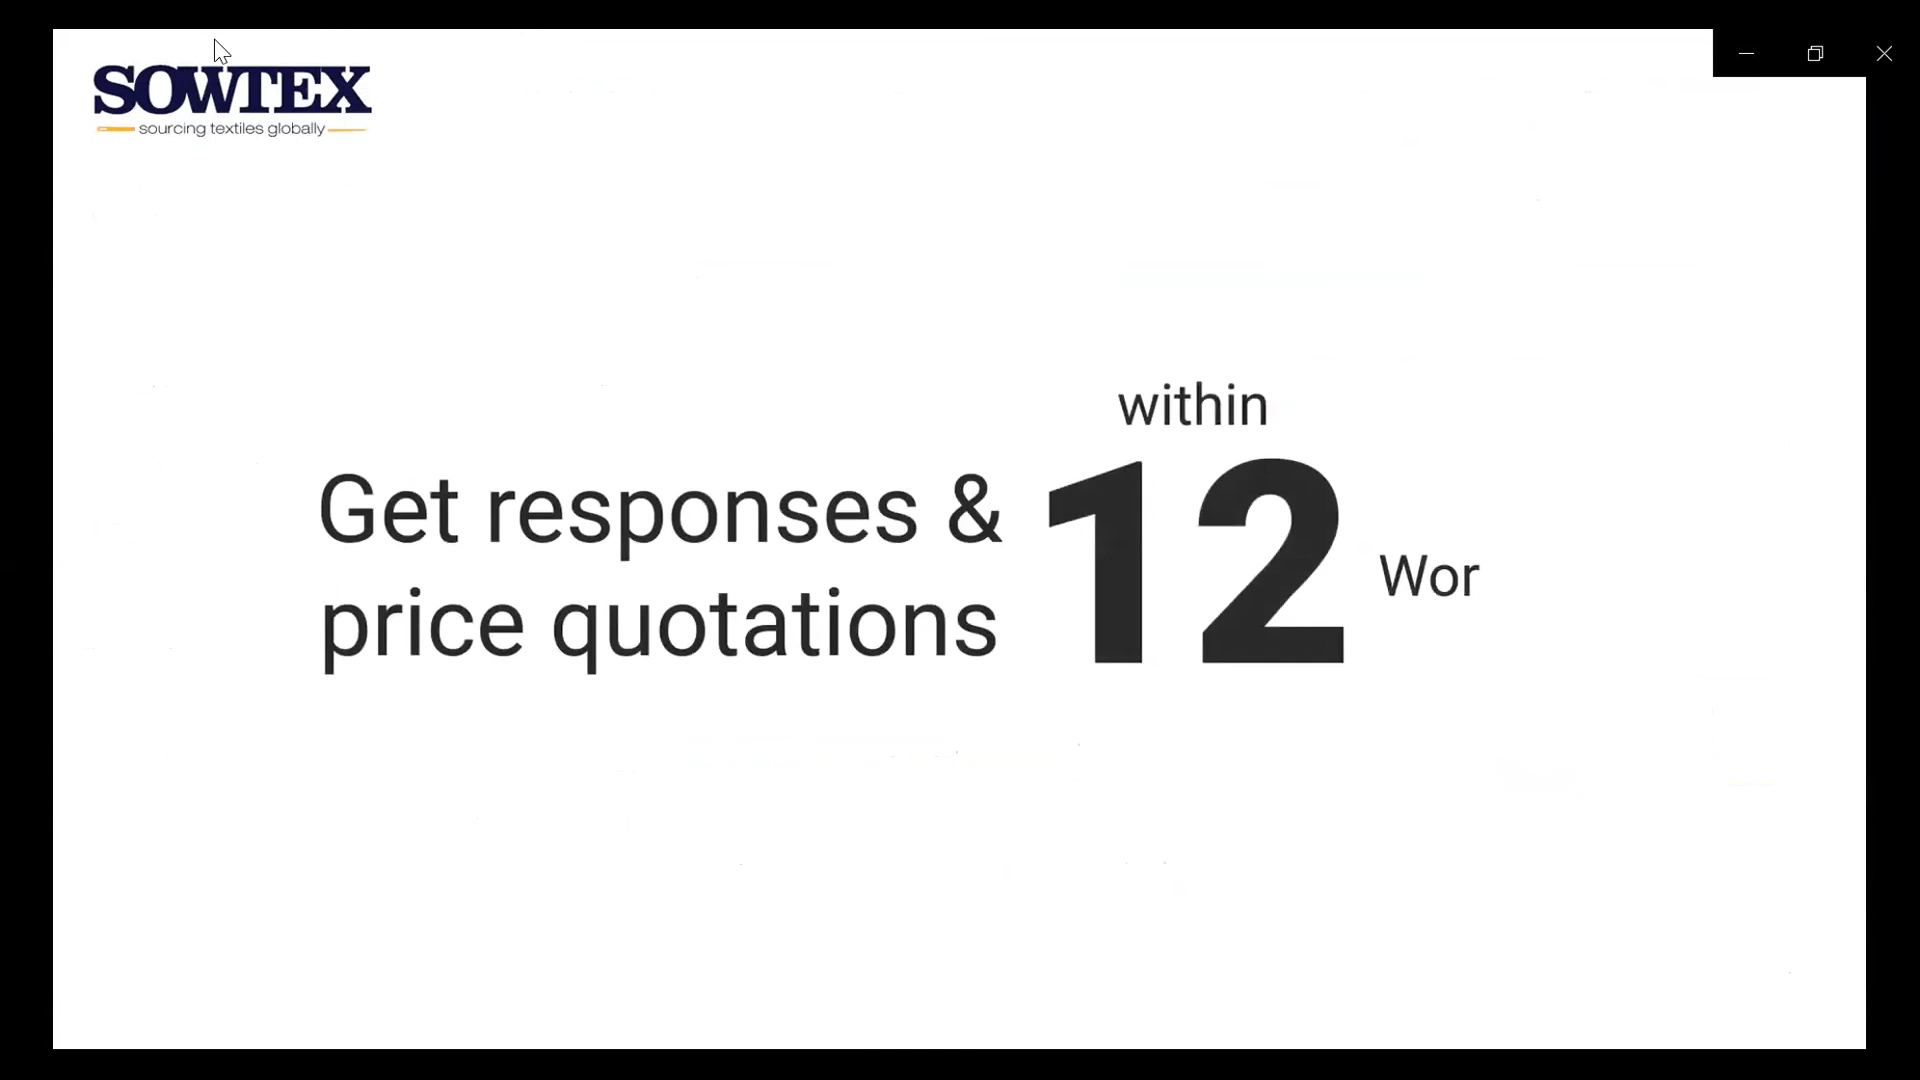 SOWTEX
sourcing textiles globally
within
Get responses &
price quotations
12
Wor